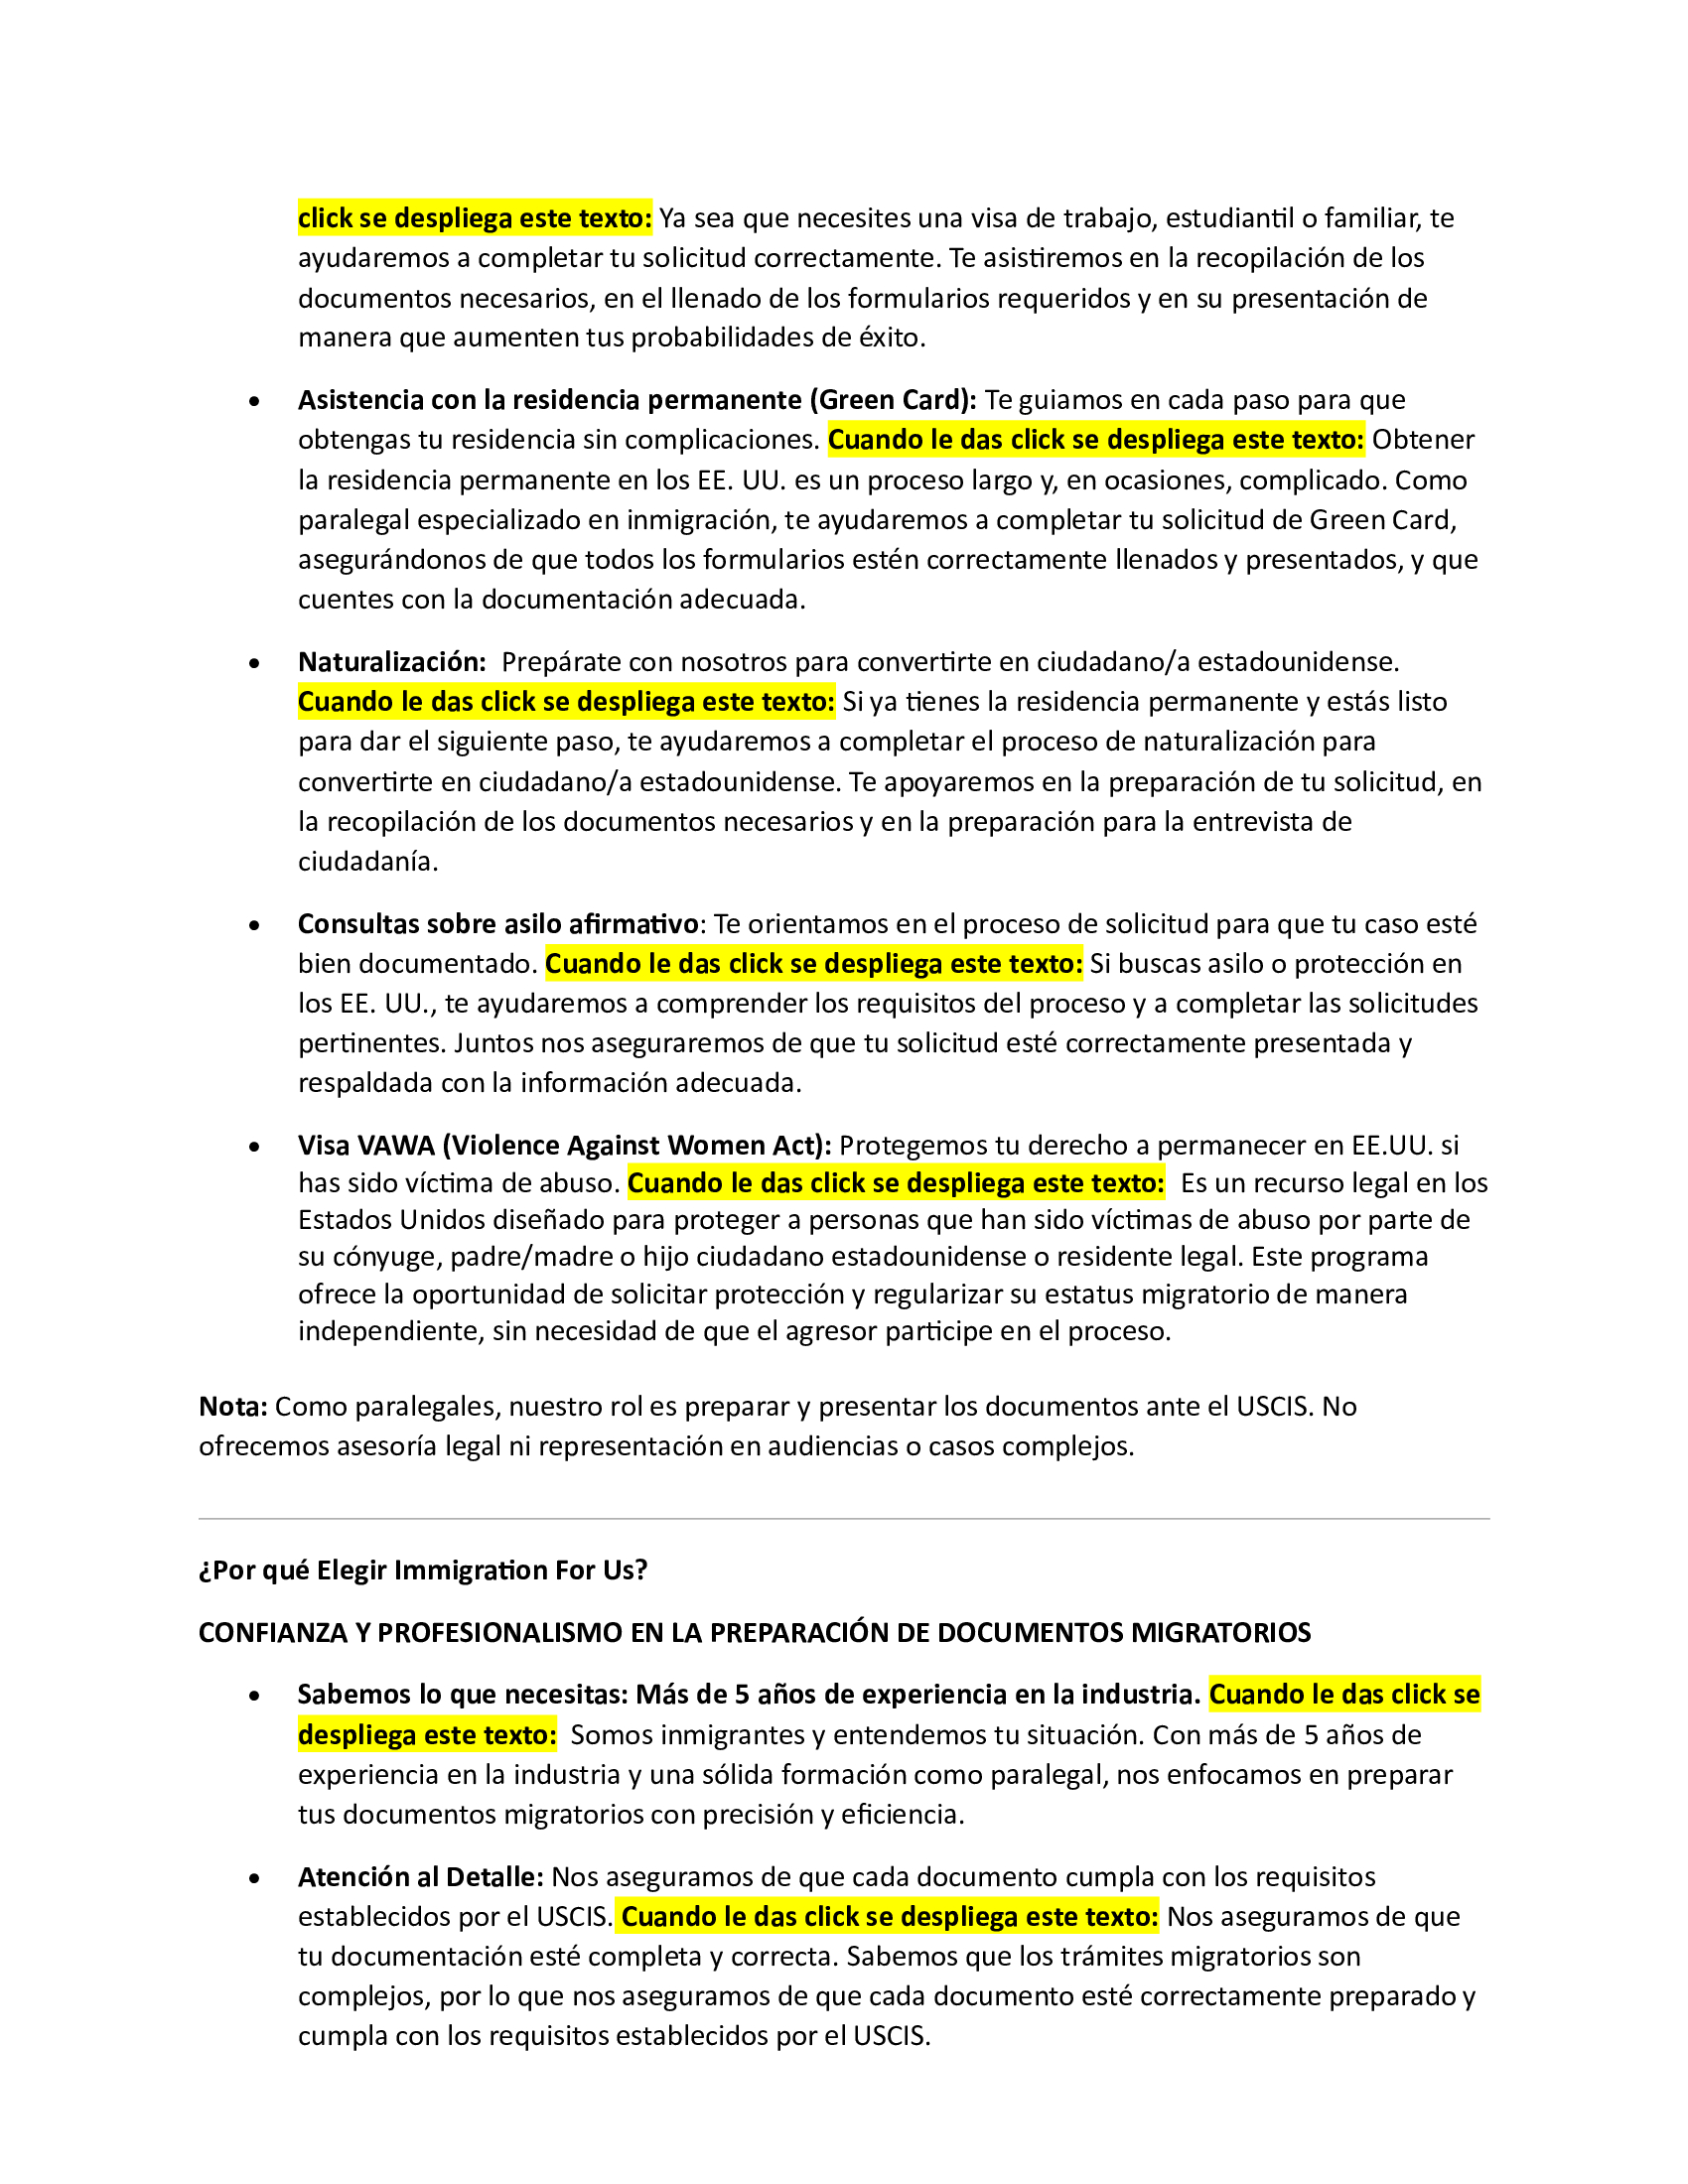 click se despliega este texto: Ya sea que necesites una visa de trabajo, estudiantil o familiar, te
ayudaremos a completar tu solicitud correctamente. Te asistiremos en la recopilación de los
documentos necesarios, en el llenado de los formularios requeridos y en su presentación de
manera que aumenten tus probabilidades de éxito.
• Asistencia con la residencia permanente (Green Card): Te guiamos en cada paso para que
obtengas tu residencia sin complicaciones. Cuando le das click se despliega este texto: Obtener
la residencia permanente en los EE. UU. es un proceso largo y, en ocasiones, complicado. Como
paralegal especializado en inmigración, te ayudaremos a completar tu solicitud de Green Card,
asegurándonos de que todos los formularios estén correctamente llenados y presentados, y que
cuentes con la documentación adecuada.
• Naturalización: Prepárate con nosotros para convertirte en ciudadano/a estadounidense.
Cuando le das click se despliega este texto: Si ya tienes la residencia permanente y estás listo
para dar el siguiente paso, te ayudaremos a completar el proceso de naturalización para
convertirte en ciudadano/a estadounidense. Te apoyaremos en la preparación de tu solicitud, en
la recopilación de los documentos necesarios y en la preparación para la entrevista de
ciudadanía.
• Consultas sobre asilo afirmativo: Te orientamos en el proceso de solicitud para que tu caso esté
bien documentado. Cuando le das click se despliega este texto: Si buscas asilo o protección en
los EE. UU., te ayudaremos a comprender los requisitos del proceso y a completar las solicitudes
pertinentes. Juntos nos aseguraremos de que tu solicitud esté correctamente presentada y
respaldada con la información adecuada.
• Visa VAWA (Violence Against Women Act): Protegemos tu derecho a permanecer en EE.UU. si
has sido víctima de abuso. Cuando le das click se despliega este texto: Es un recurso legal en los
Estados Unidos diseñado para proteger a personas que han sido víctimas de abuso por parte de
su cónyuge, padre/madre o hijo ciudadano estadounidense o residente legal. Este programa
ofrece la oportunidad de solicitar protección y regularizar su estatus migratorio de manera
independiente, sin necesidad de que el agresor participe en el proceso.
Nota: Como paralegales, nuestro rol es preparar y presentar los documentos ante el USCIS. No
ofrecemos asesoría legal ni representación en audiencias o casos complejos.
¿Por qué Elegir Immigration For Us?
CONFIANZA Y PROFESIONALISMO EN LA PREPARACIÓN DE DOCUMENTOS MIGRATORIOS
• Sabemos lo que necesitas: Más de 5 años de experiencia en la industria. Cuando le das click se
despliega este texto: Somos inmigrantes y entendemos tu situación. Con más de 5 años de
experiencia en la industria y una sólida formación como paralegal, nos enfocamos en preparar
tus documentos migratorios con precisión y eficiencia.
• Atención al Detalle: Nos aseguramos de que cada documento cumpla con los requisitos
establecidos por el USCIS. Cuando le das click se despliega este texto: Nos aseguramos de que
tu documentación esté completa y correcta. Sabemos que los trámites migratorios son
complejos, por lo que nos aseguramos de que cada documento esté correctamente preparado y
cumpla con los requisitos establecidos por el USCIS.